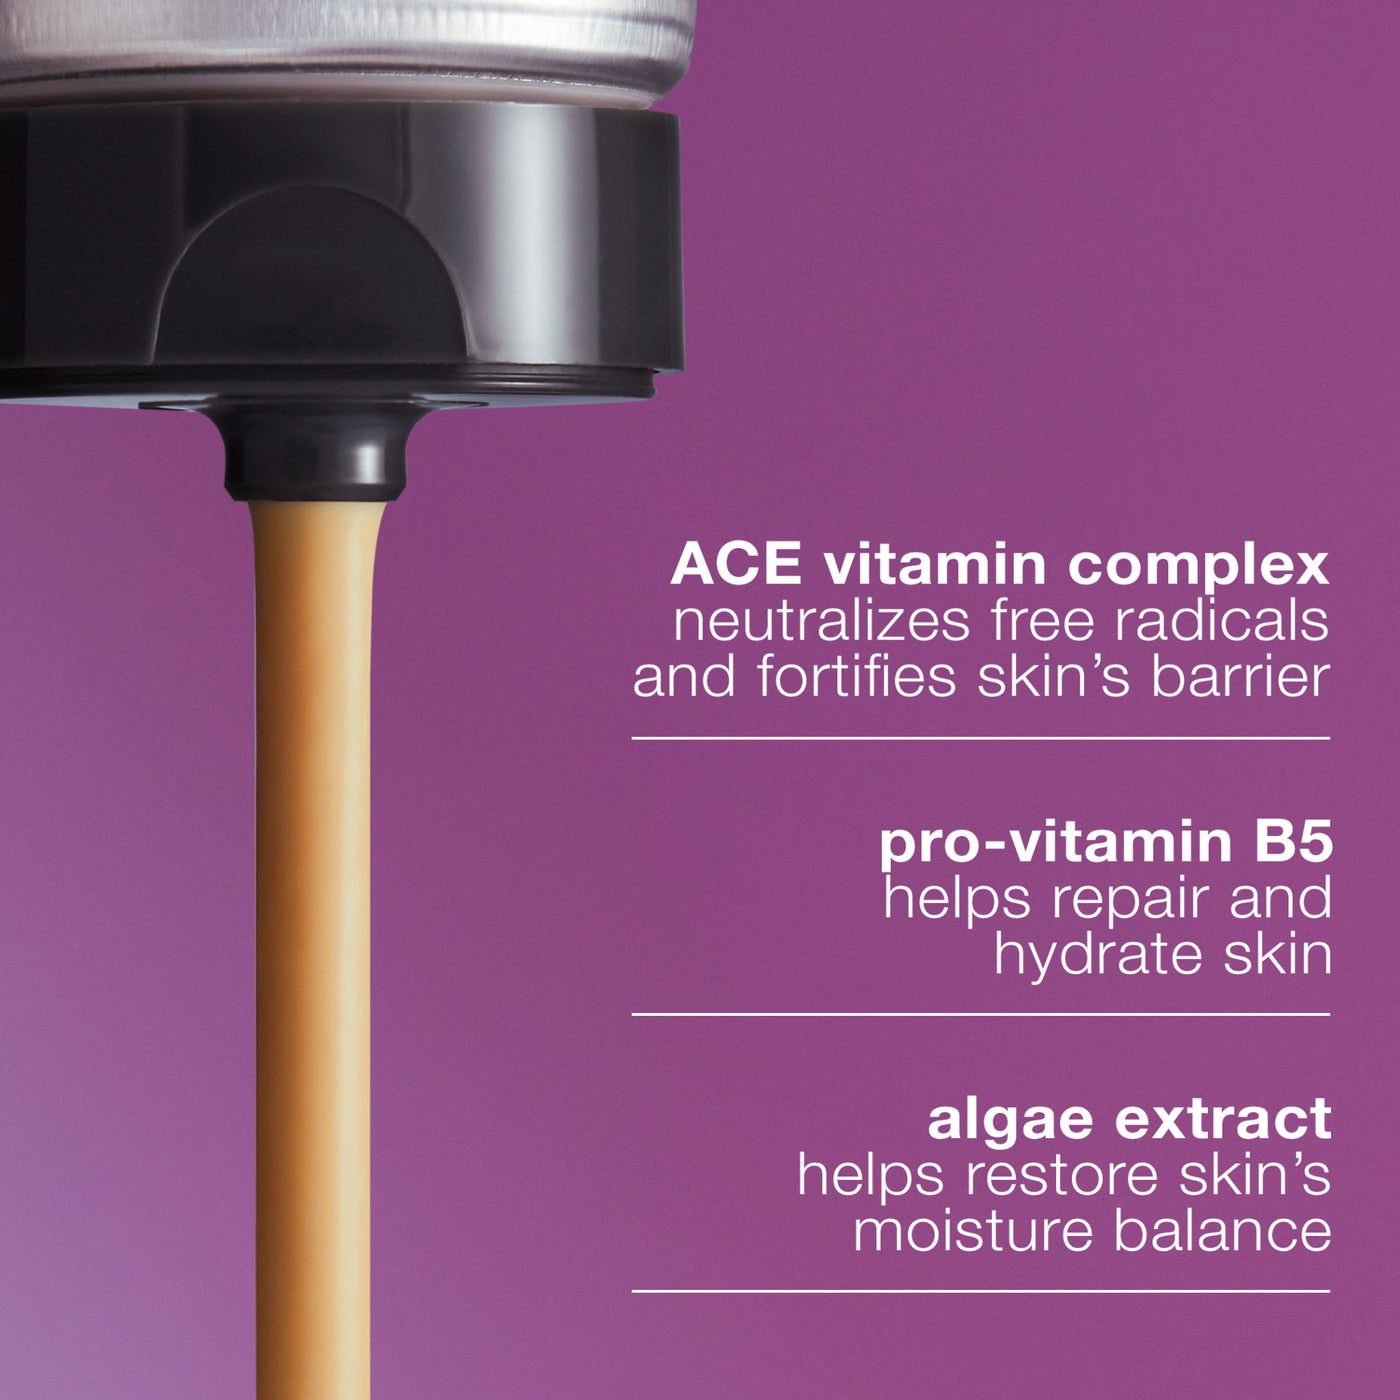 ACE vitamin complex
neutralizes free radicals
and fortifies skin’s barrier
pro-vitamin B5
helps repair and
hydrate skin
algae extract
helps restore skin’s
moisture balance